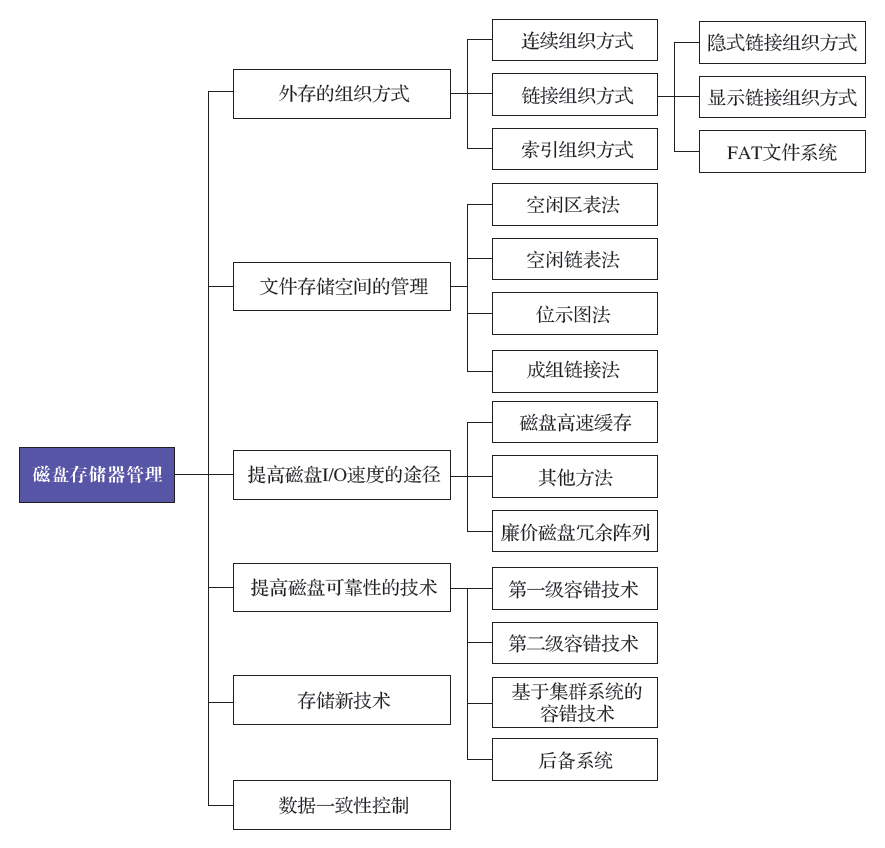 磁盘存储器管理
外存的组织方式
连续组织方式
链接组织方式
隐式链接组织方式
显示链接组织方式
FAT文件系统
索引组织方式
文件存储空间的管理
空闲区表法
空闲链表法
位示图法
成组链接法
提高磁盘I/O速度的途径
磁盘高速缓存
其他方法
廉价磁盘冗余阵列
提高磁盘可靠性的技术
第一级容错技术
第二级容错技术
基于集群系统的
容错技术
后备系统
存储新技术
数据一致性控制